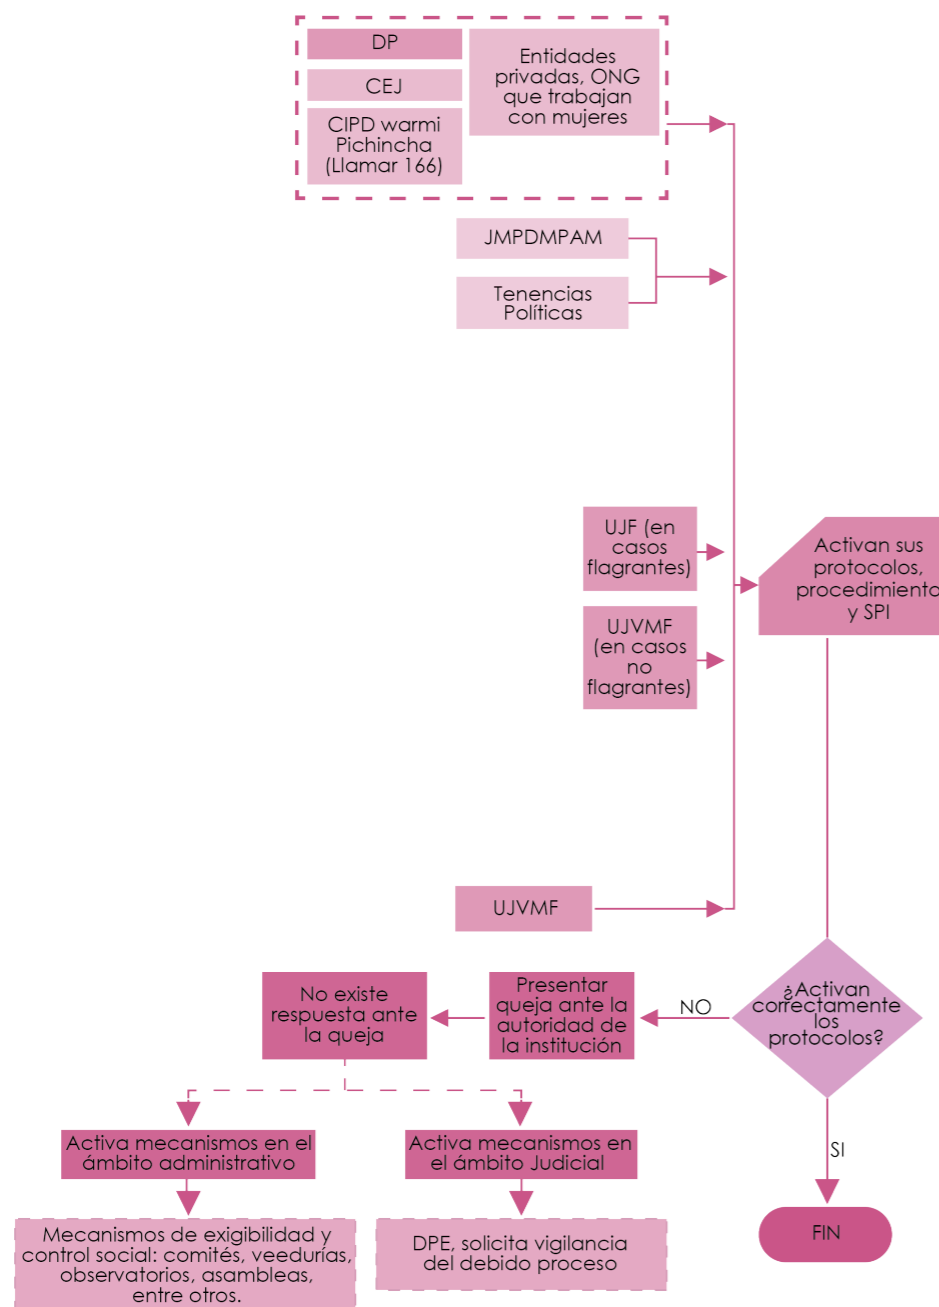 DP
CEJ
CIPD warmi
Pichincha
(Llamar 166)
Entidades
privadas, ONG
que trabajan
con mujeres
JMPDMPAM
Tenencias
Políticas
UJF (en
casos
flagrantes)
UJVMF
(en casos
no
flagrantes)
Activan sus
protocolos,
procedimiento
y SPI
UJVMF
¿Activan
correctamente
los
protocolos?
NO
Presentar
queja ante la
autoridad de
la institución
No existe
respuesta ante
la queja
Activa mecanismos en el
ámbito administrativo
Activa mecanismos en
el ámbito Judicial
SI
Mecanismos de exigibilidad y
control social: comités, veedurías,
observatorios, asambleas,
entre otros.
DPE, solicita vigilancia
del debido proceso
FIN